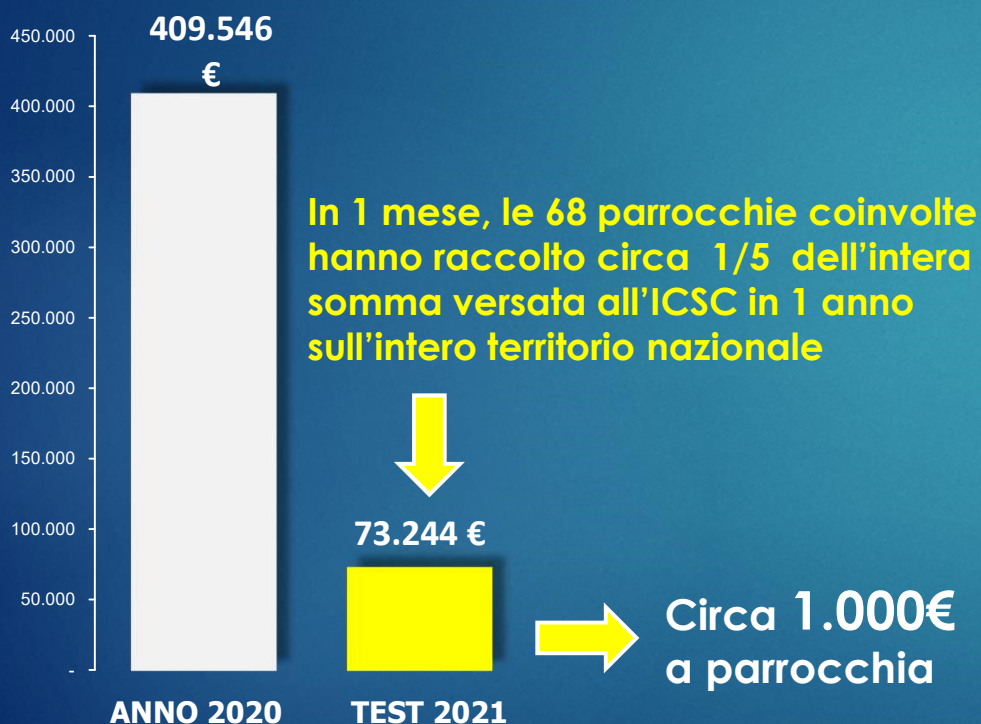 409.546
€
450.000
400.000
350.000
300.000
250.000
200.000
150.000
100.000
50.000
-
In 1 mese, le 68 parrocchie coinvolte
hanno raccolto circa 1/5 dell'intera
somma versata all'ICSC in 1 anno
sull'intero territorio nazionale
73.244 €
Circa 1.000€
a parrocchia
ANNO 2020
TEST 2021